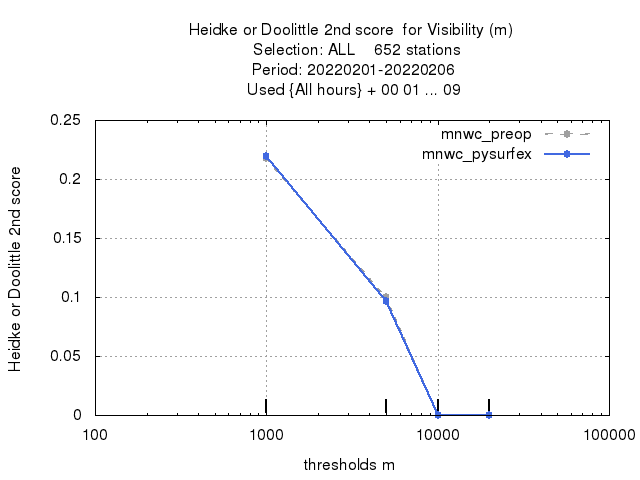 Heidke or Doolittle 2nd score  for Visibility (m)
Selection: ALL    652 stations
Period: 20220201-20220206
Used {All hours} + 00 01 ... 09
mnwc_preop
mnwc_pysurfex
Heidke or Doolittle 2nd score
0.25
0.2
0.15
0.1
0.05
0
100
1000
10000
100000
thresholds m